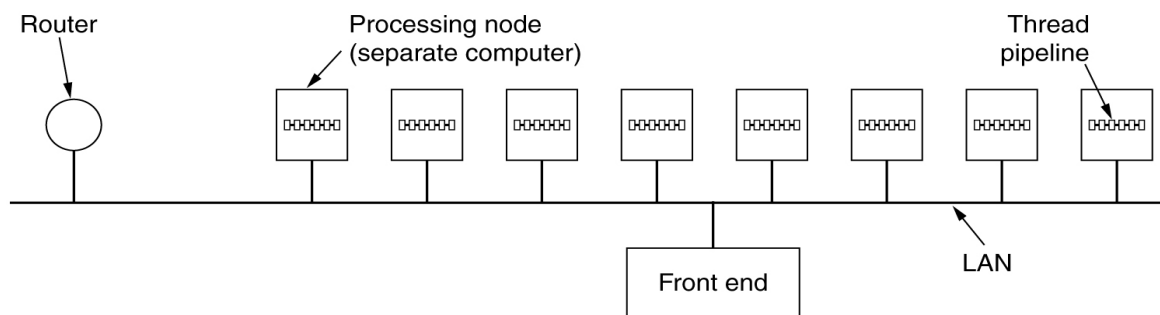 Router
Processing node
(separate computer)
Thread
pipeline
LAN
Front end